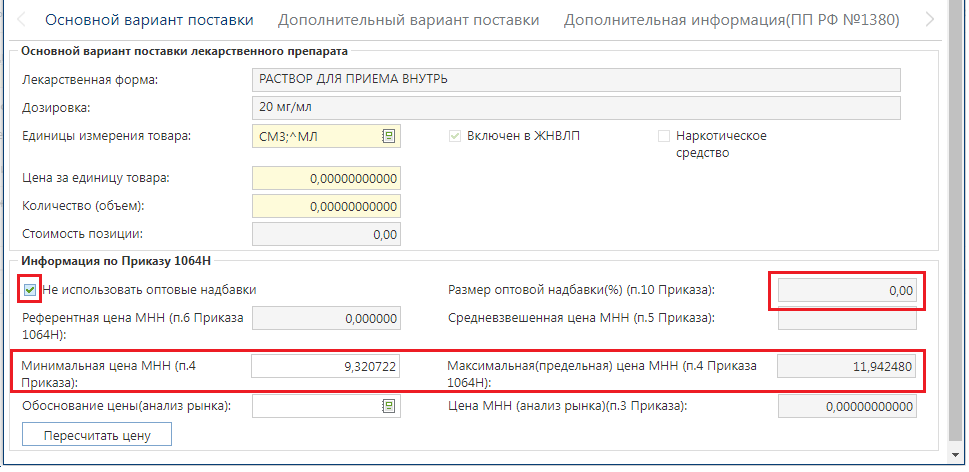 Основной вариант поставки Дополнительный вариант поставки Дополнительная информация(ПП РФ №1380)
Основной вариант поставки лекарственного препарата
Лекарственная форма: РАСТВОР ДЛЯ ПРИЕМА ВНУТРЬ
Дозировка: 20 мг/мл
Единицы измерения товара: СМ3;^МЛ Включен в ЖНВЛП Наркотическое
средство
Цена за единицу товара: 0,00000000000
Количество (объем): 0,00000000000
Стоимость позиции: 0,00
Информация по Приказу 1064Н
Не использовать оптовые надбавки Размер оптовой надбавки(%) (п.10 Приказа): 0,00
Референтная цена МНН (п.6 Приказа 0,000000 Средневзвешенная цена МНН (п.5 Приказа):
1064Н):
Минимальная цена МНН (п.4 9,320722 Максимальная(предельная) цена МНН (п.4 Приказа 11,942480
Приказа): 1064Н):
Обоснование цены(анализ рынка): Цена МНН (анализ рынка)(п.3 Приказа): 0,00000000000
Пересчитать цену